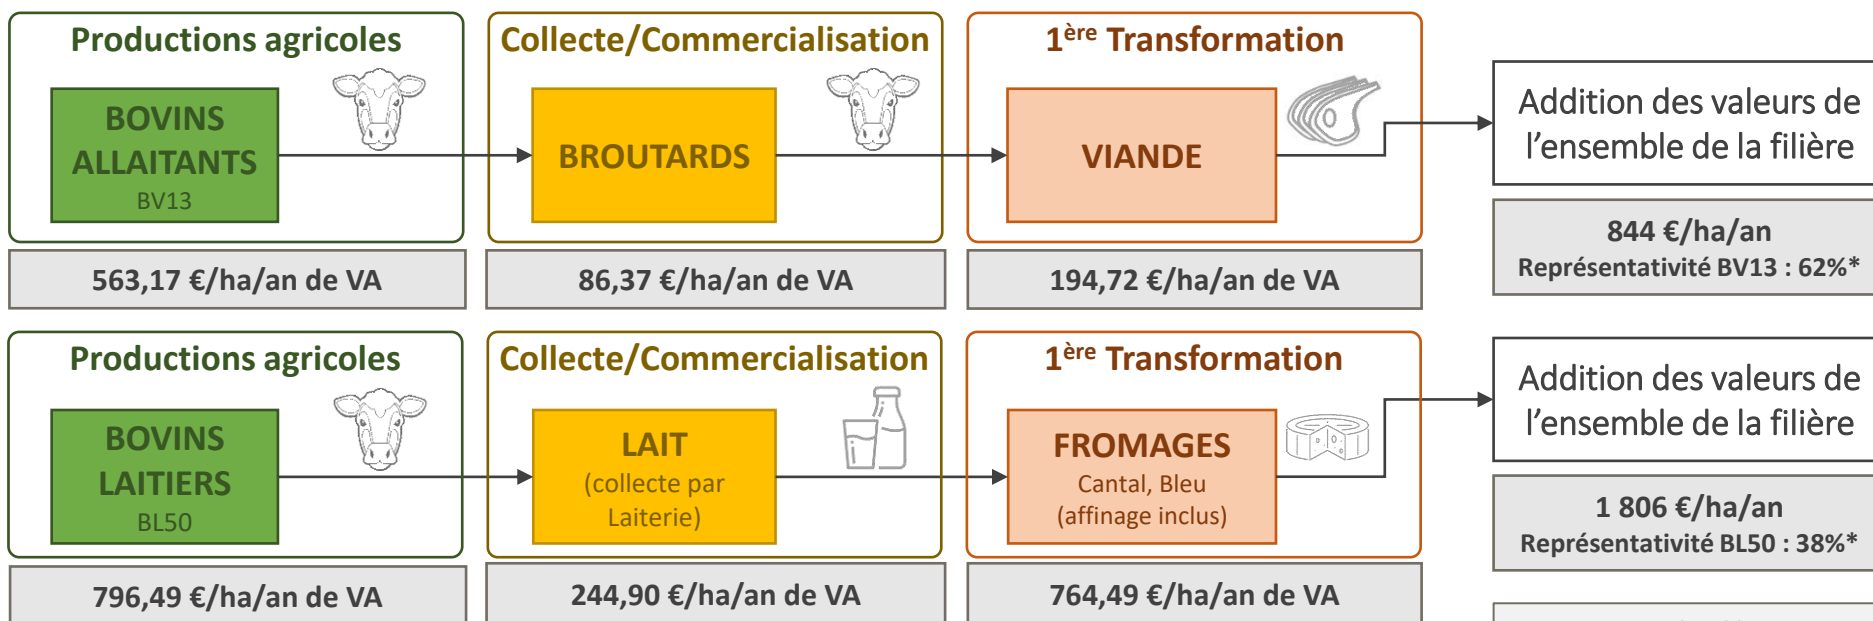 Productions agricoles
BOVINS
ALLAITANTS
BV13
563,17 €/ha/an de VA
Collecte/Commercialisation
BROUTARDS
86,37 €/ha/an de VA
1ère Transformation
VIANDE
194,72 €/ha/an de VA
Addition des valeurs de
l'ensemble de la filière
844 €/ha/an
Représentativité BV13 : 62%*
Productions agricoles
BOVINS
LAITIERS
BL50
796,49 €/ha/an de VA
Collecte/Commercialisation
LAIT
(collecte par
Laiterie)
244,90 €/ha/an de VA
1ère Transformation
FROMAGES
Cantal, Bleu
(affinage inclus)
764,49 €/ha/an de VA
Addition des valeurs de
l'ensemble de la filière
1 806 €/ha/an
Représentativité BL50 : 38%*